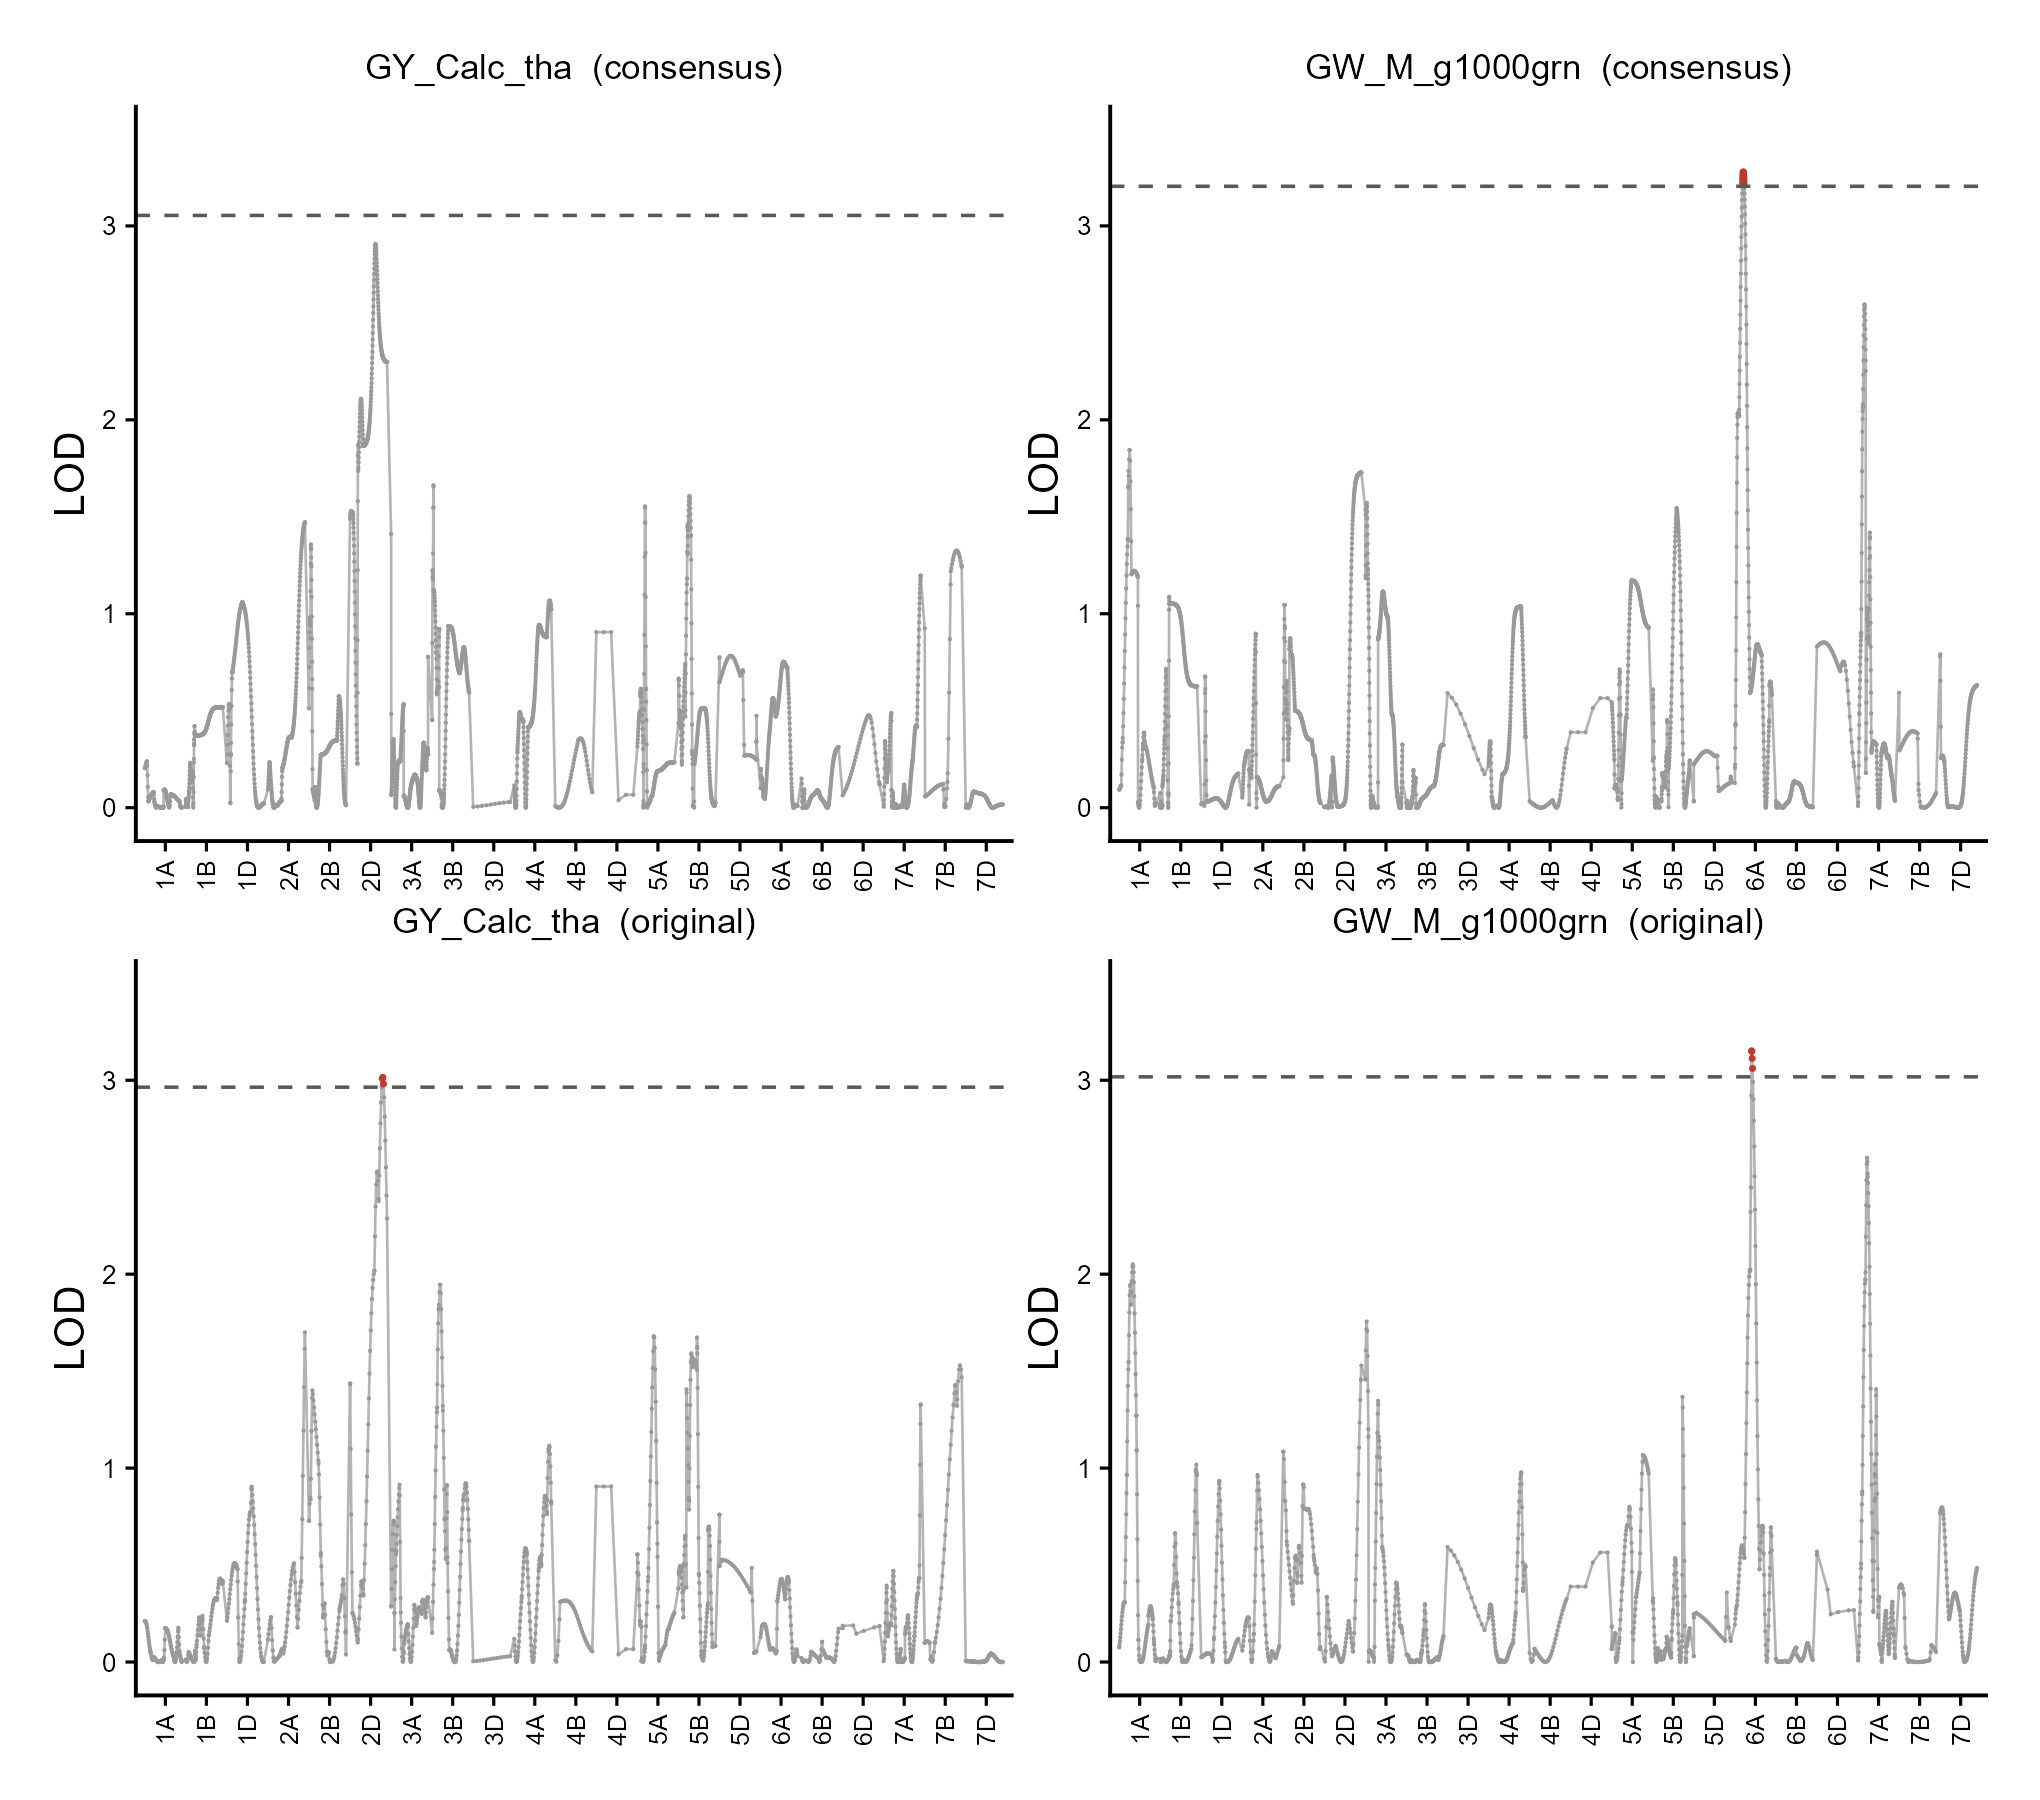 GY_Calc_tha (consensus)
LOD
3
2
1
0
1A 1B 1D 2A 2B 2D 3A 3B 3D 4A 4B 4D 5A 5B 5D 6A 6B 6D 7A 7B 7D
GW_M_g1000grn (consensus)
LOD
3
2
1
0
1A 1B 1D 2A 2B 2D 3A 3B 3D 4A 4B 4D 5A 5B 5D 6A 6B 6D 7A 7B 7D
GY_Calc_tha (original)
LOD
3
2
1
0
1A 1B 1D 2A 2B 2D 3A 3B 3D 4A 4B 4D 5A 5B 5D 6A 6B 6D 7A 7B 7D
GW_M_g1000grn (original)
LOD
3
2
1
0
1A 1B 1D 2A 2B 2D 3A 3B 3D 4A 4B 4D 5A 5B 5D 6A 6B 6D 7A 7B 7D